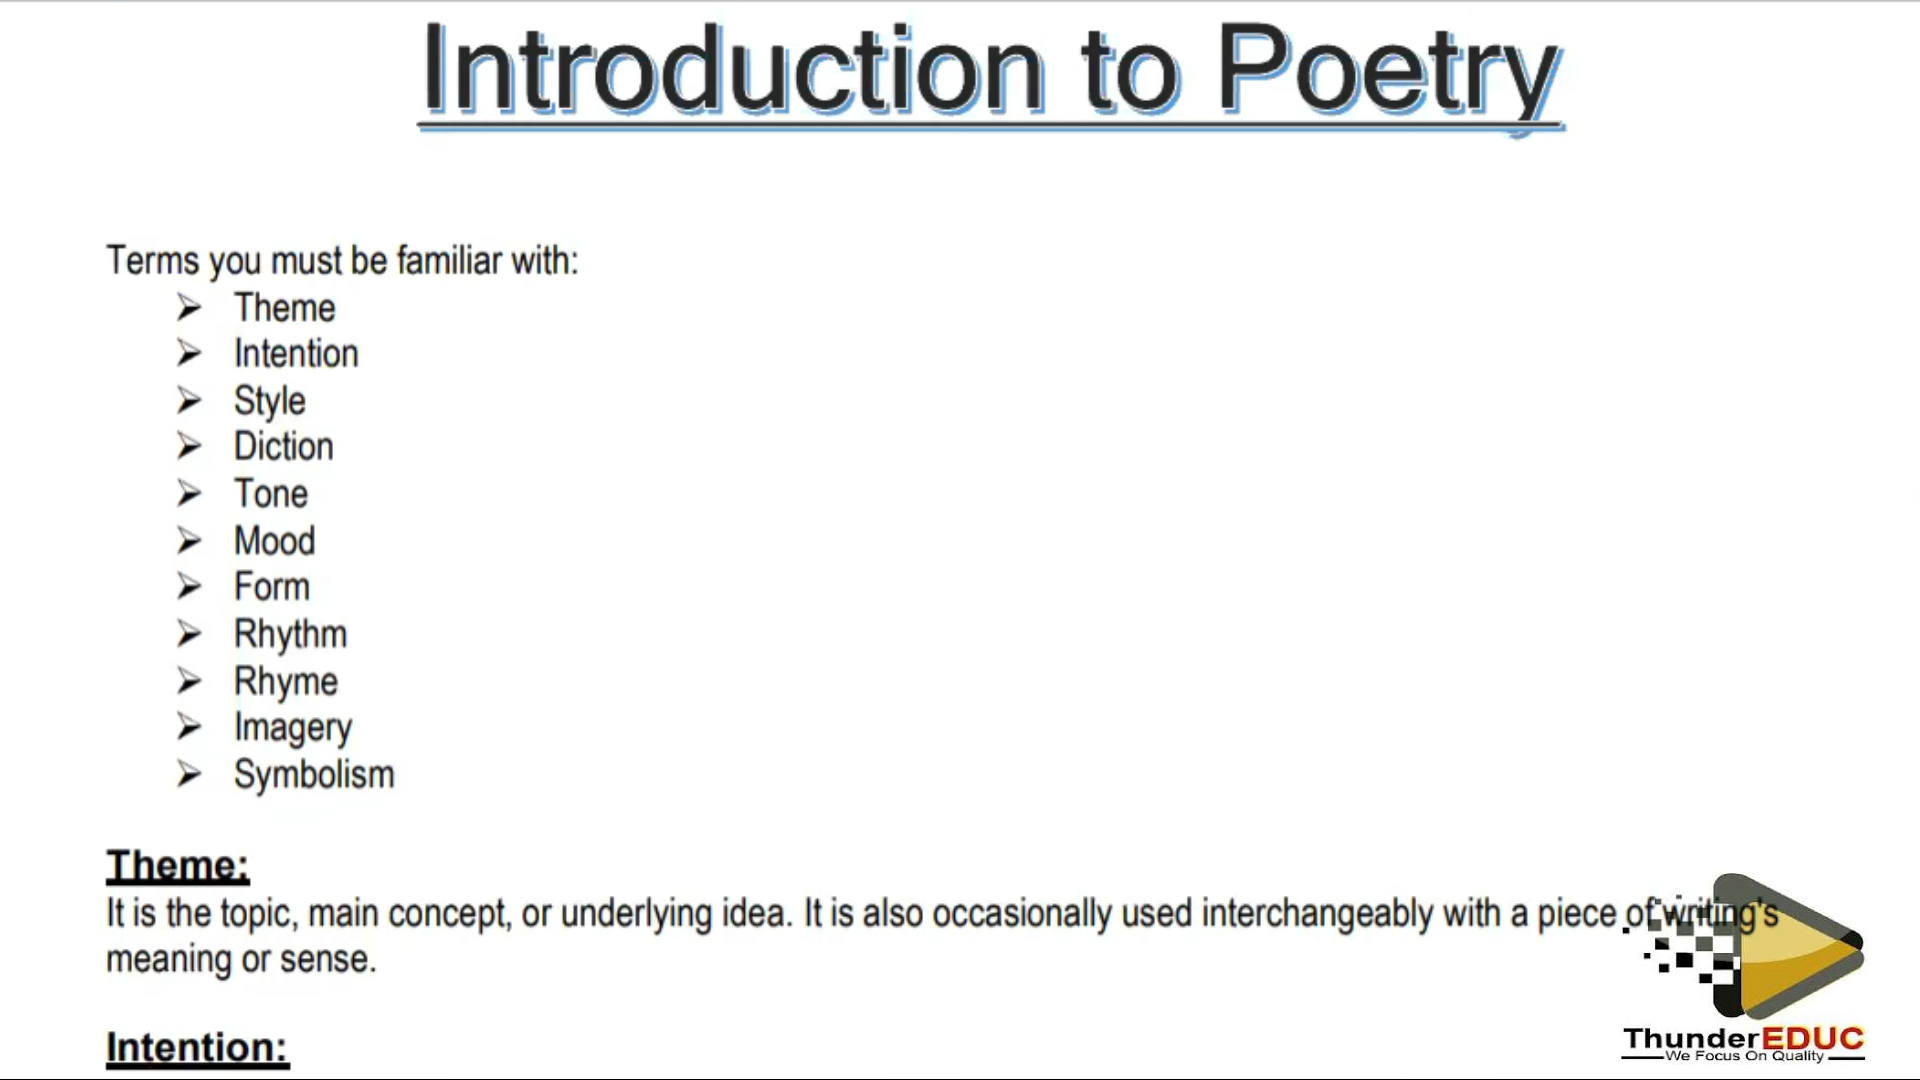 Introduction to Poetry
Terms you must be familiar with:
Theme
Intention
Style
Diction
Tone
Mood
Form
Rhythm
Rhyme
Imagery
Symbolism
Theme:
It is the topic, main concept, or underlying idea. It is also occasionally used interchangeably with a piece of writing's
meaning or sense.
Intention:
ThunderEDUC
We Focus On Quality